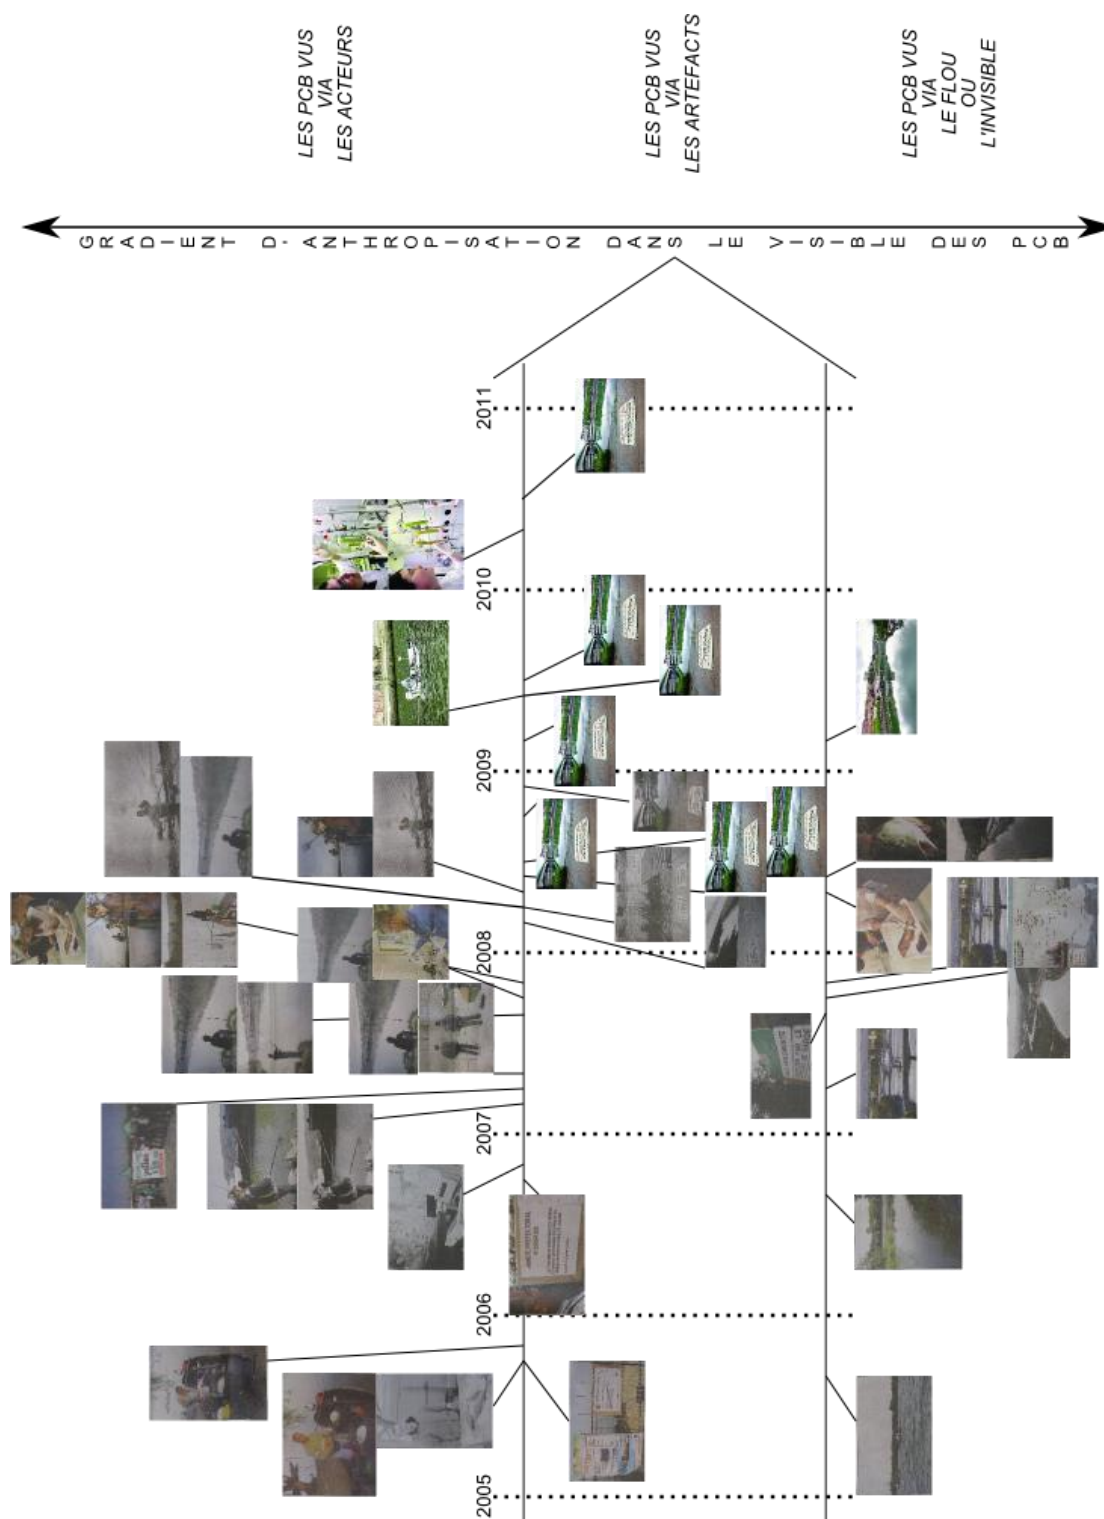 LES PCB VUS
VIA
LES ACTEURS
LES PCB VUS
VIA
LES ARTEFACTS
LES PCB VUS
VIA
LE FLOU
OU
L'INVISIBLE
GRADIENT D'ANTHROPISATION DANS LE VISIBLE DES PCB
2011
2010
2009
2008
2007
2006
2005